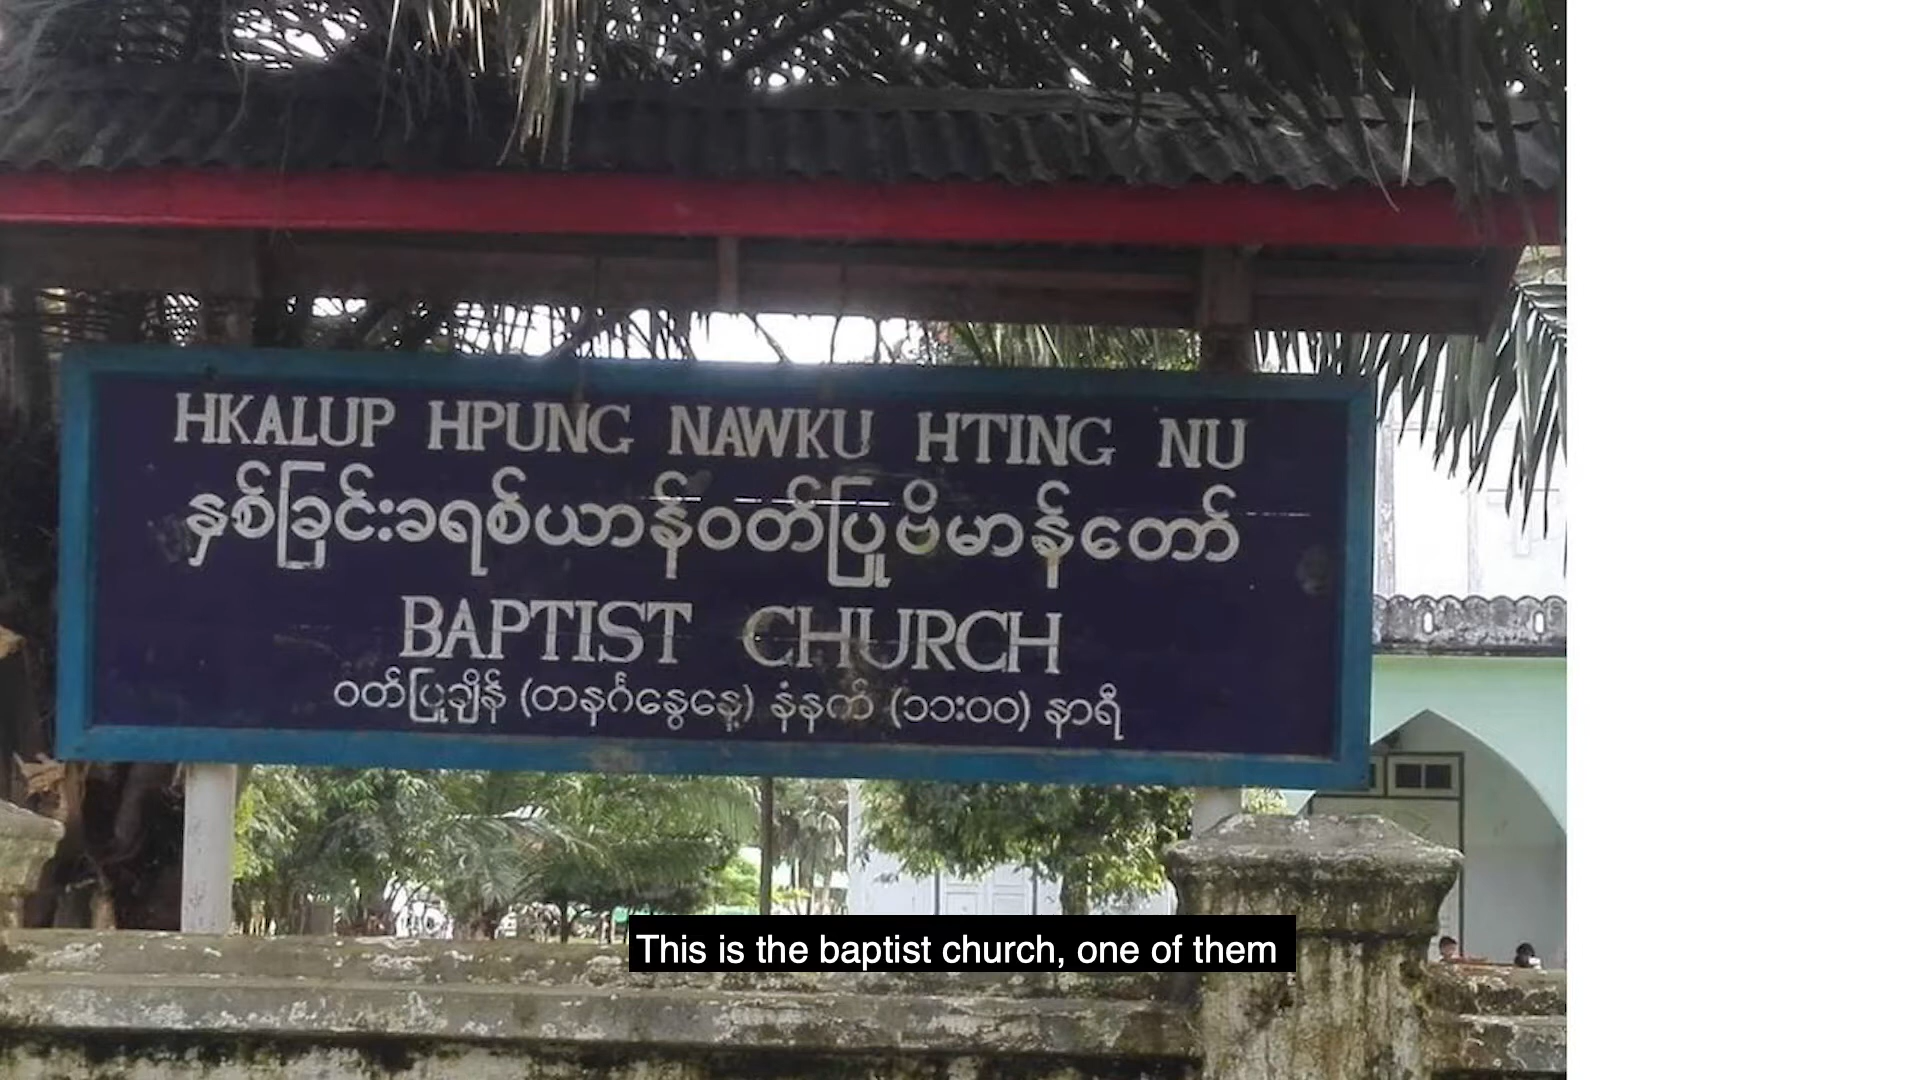 HKALUP HPUNG NAWKU HTING NU
နှစ်ခြင်းခရစ်ယာန်ဝတ်ပြုဗိမာန်တော်
BAPTIST CHURCH
ဝတ်ပြုချိန် (တနင်္ဂနွေနေ့) နံနက် (၁၁:၀၀) နာရီ
This is the baptist church, one of them